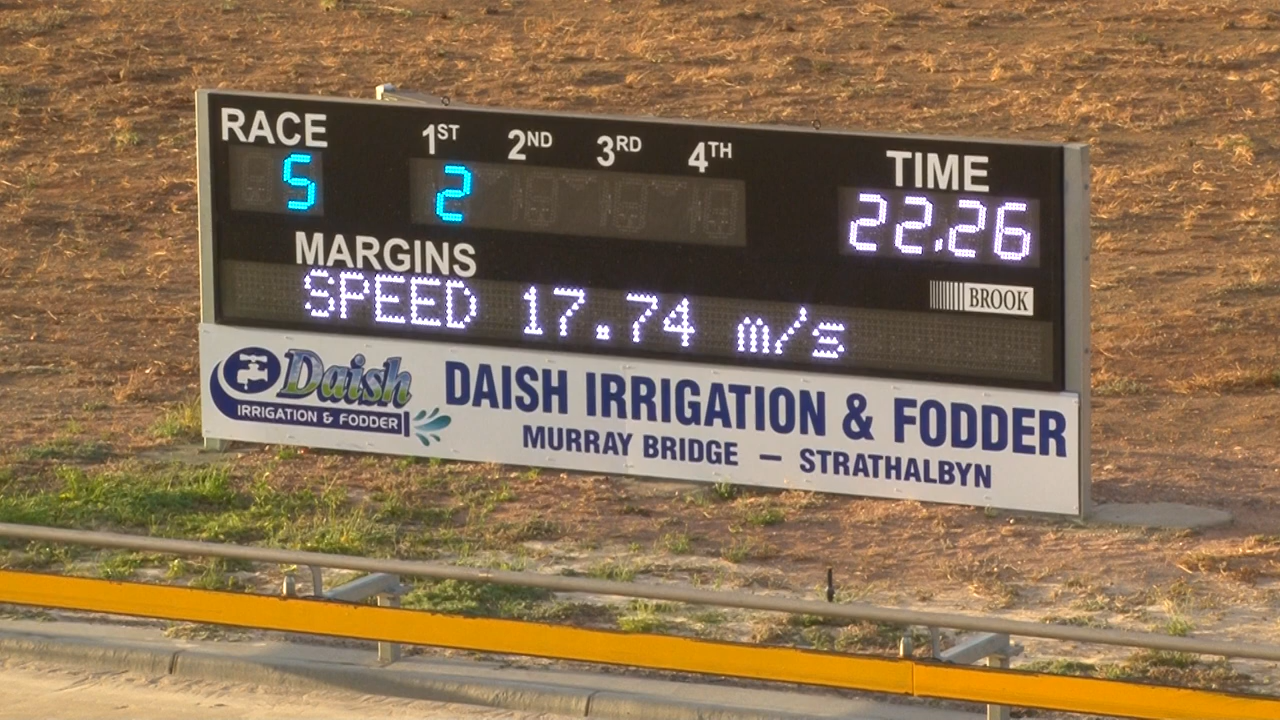 RACE 1ST 2ND 3RD 4TH TIME
5 2 22.26
MARGINS
SPEED 17.74 m/s
BROOK
Daish
IRRIGATION & FODDER
DAISH IRRIGATION & FODDER
MURRAY BRIDGE – STRATHALBYN